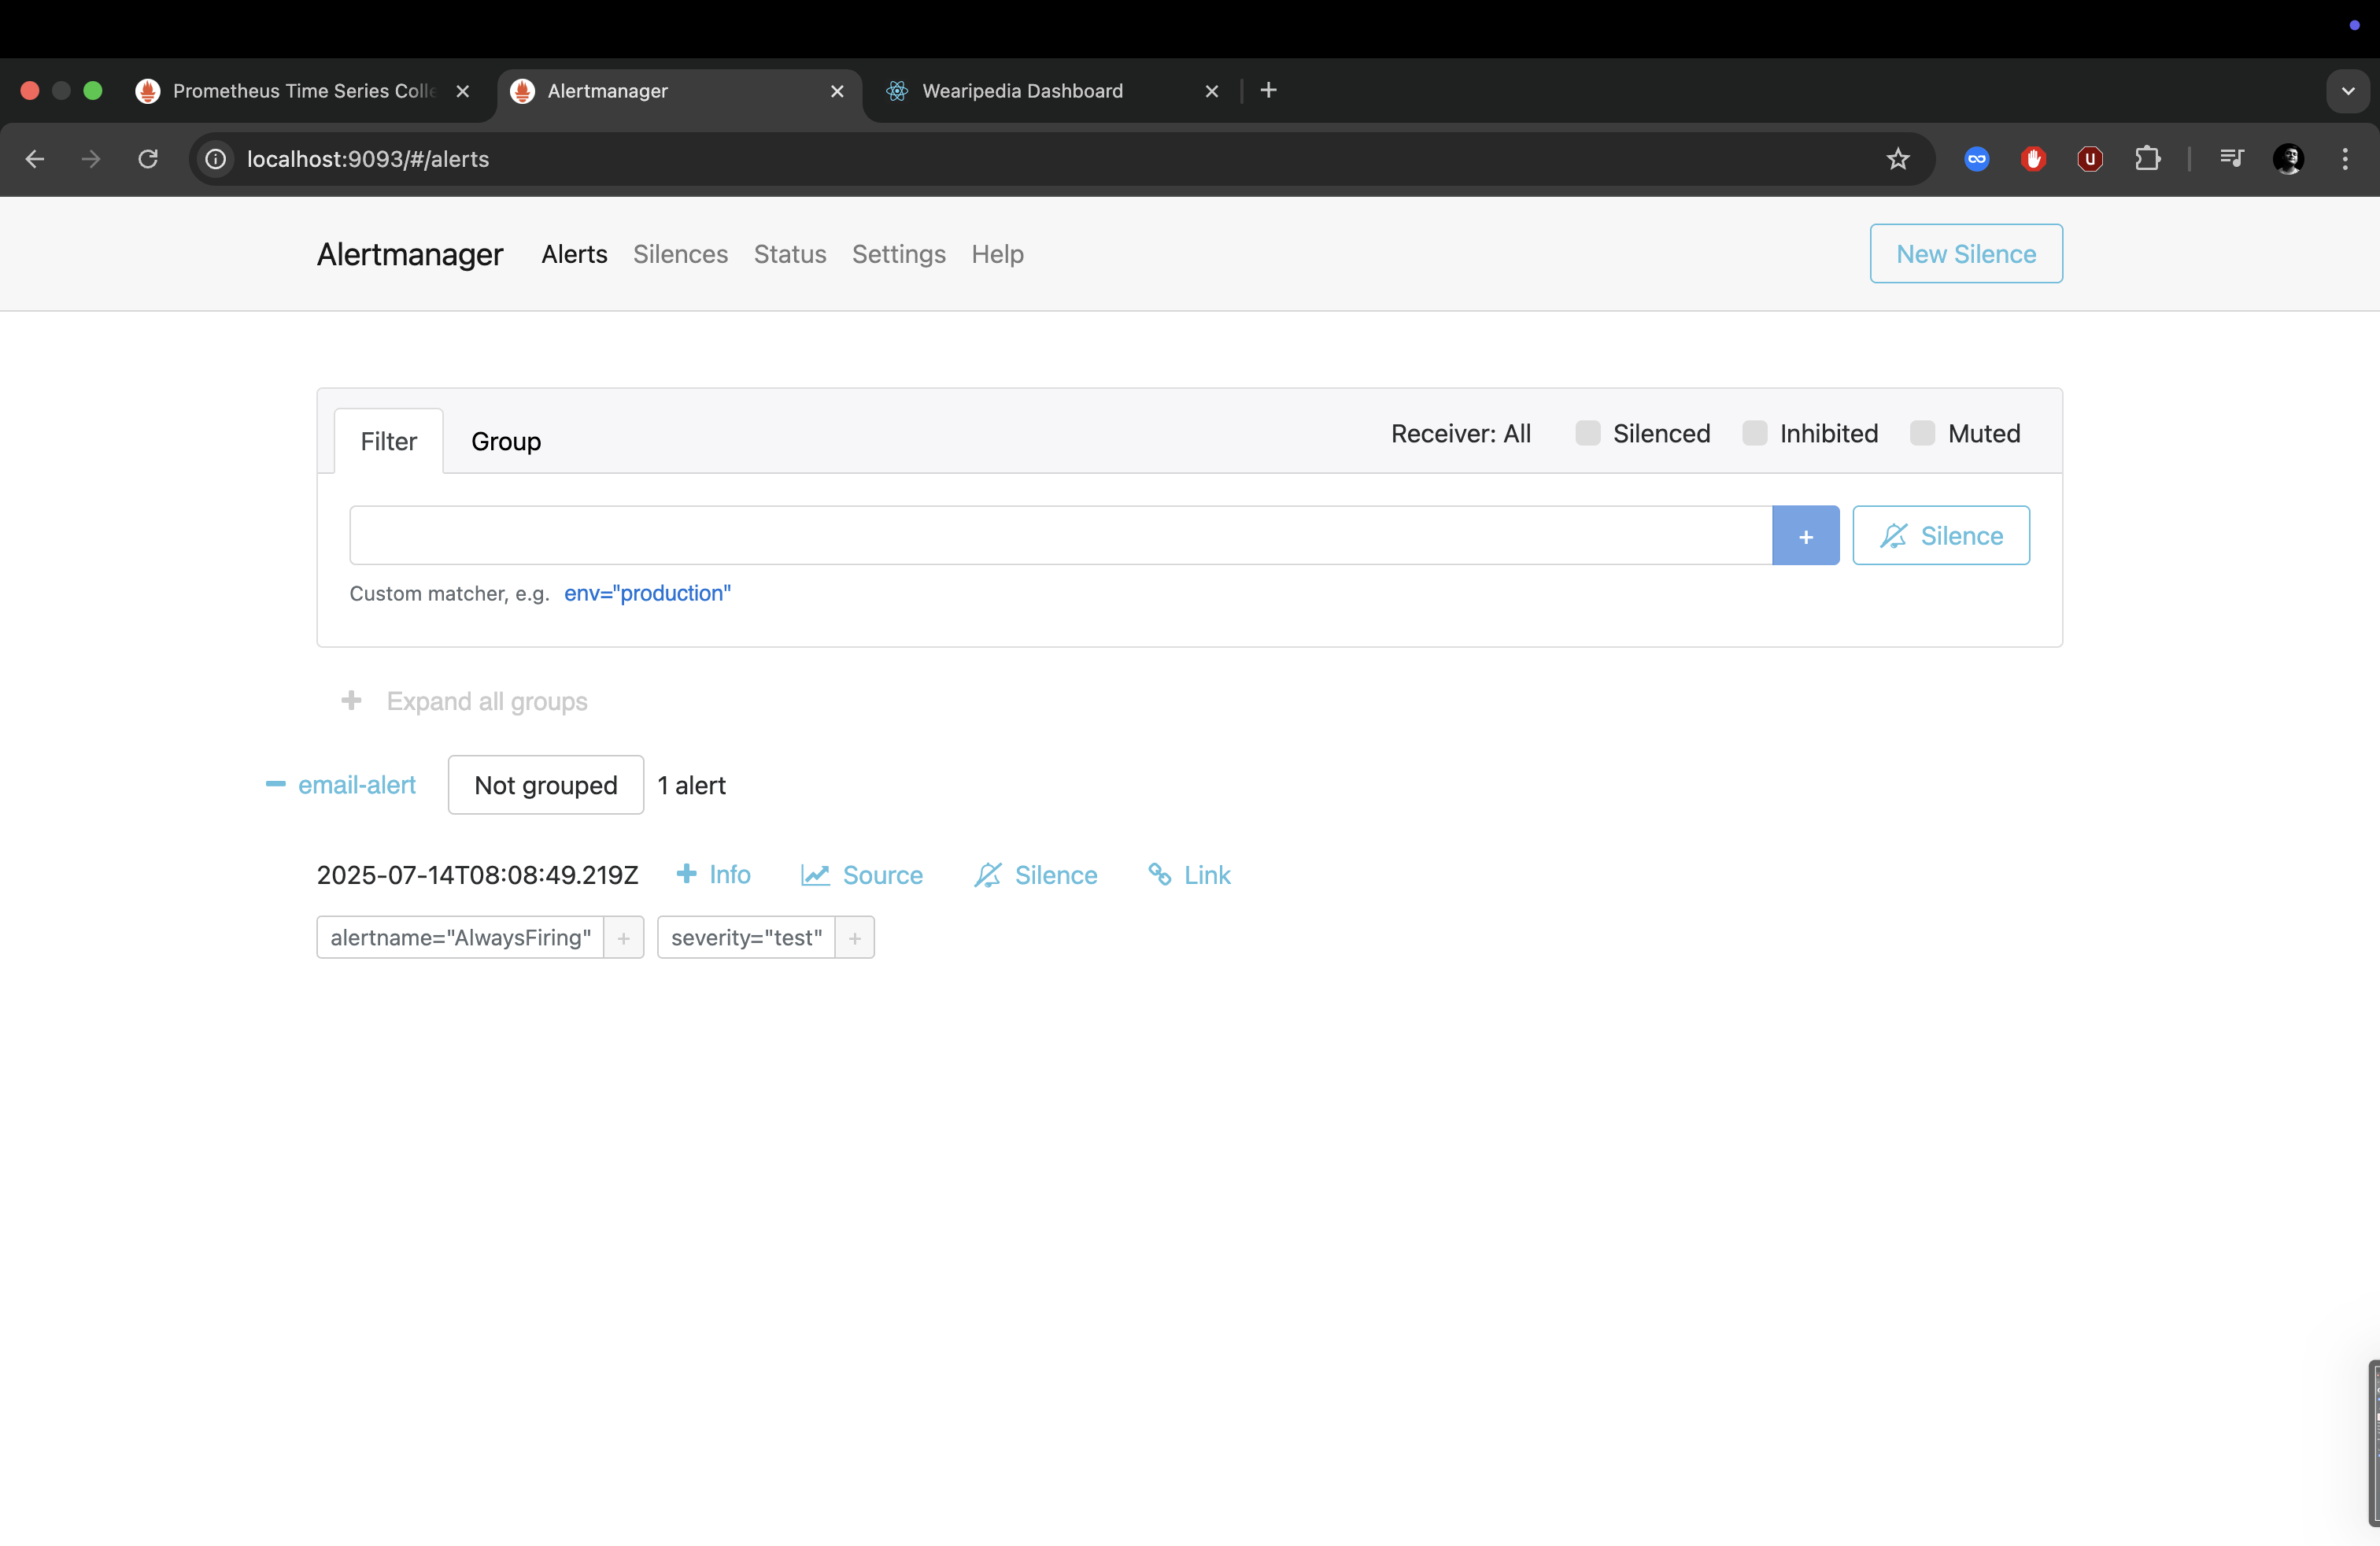 Prometheus Time Series Colle
Alertmanager
Wearipedia Dashboard
localhost:9093/#/alerts
Alertmanager Alerts Silences Status Settings Help New Silence
Filter Group Receiver: All Silenced Inhibited Muted
+ Silence
Custom matcher, e.g. env="production"
+ Expand all groups
email-alert Not grouped 1 alert
2025-07-14T08:08:49.219Z + Info Source Silence Link
alertname="AlwaysFiring" + severity="test" +